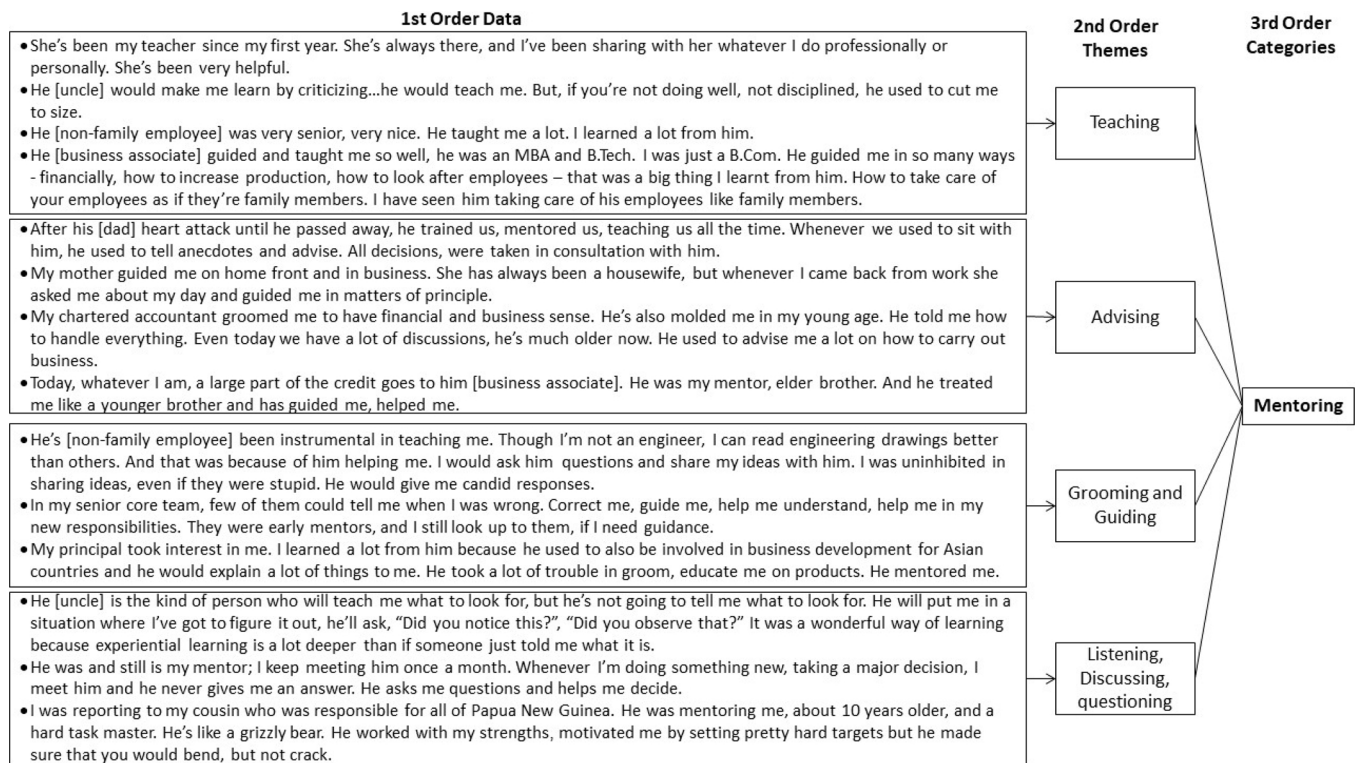 1st Order Data
2nd Order
Themes
3rd Order
Categories
• She’s been my teacher since my first year. She’s always there, and I’ve been sharing with her whatever I do professionally or
personally. She’s been very helpful.
• He [uncle] would make me learn by criticizing...he would teach me. But, if you’re not doing well, not disciplined, he used to cut me
to size.
• He [non-family employee] was very senior, very nice. He taught me a lot. I learned a lot from him.
• He [business associate] guided and taught me so well, he was an MBA and B.Tech. I was just a B.Com. He guided me in so many ways
- financially, how to increase production, how to look after employees – that was a big thing I learnt from him. How to take care of
your employees as if they’re family members. I have seen him taking care of his employees like family members.
Teaching
• After his [dad] heart attack until he passed away, he trained us, mentored us, teaching us all the time. Whenever we used to sit with
him, he used to tell anecdotes and advise. All decisions, were taken in consultation with him.
• My mother guided me on home front and in business. She has always been a housewife, but whenever I came back from work she
asked me about my day and guided me in matters of principle.
• My chartered accountant groomed me to have financial and business sense. He’s also molded me in my young age. He told me how
to handle everything. Even today we have a lot of discussions, he’s much older now. He used to advise me a lot on how to carry out
business.
• Today, whatever I am, a large part of the credit goes to him [business associate]. He was my mentor, elder brother. And he treated
me like a younger brother and has guided me, helped me.
Advising
Mentoring
• He’s [non-family employee] been instrumental in teaching me. Though I’m not an engineer, I can read engineering drawings better
than others. And that was because of him helping me. I would ask him questions and share my ideas with him. I was uninhibited in
sharing ideas, even if they were stupid. He would give me candid responses.
• In my senior core team, few of them could tell me when I was wrong. Correct me, guide me, help me understand, help me in my
new responsibilities. They were early mentors, and I still look up to them, if I need guidance.
• My principal took interest in me. I learned a lot from him because he used to also be involved in business development for Asian
countries and he would explain a lot of things to me. He took a lot of trouble in groom, educate me on products. He mentored me.
Grooming and
Guiding
• He [uncle] is the kind of person who will teach me what to look for, but he’s not going to tell me what to look for. He will put me in a
situation where I’ve got to figure it out, he’ll ask, “Did you notice this?”, “Did you observe that?” It was a wonderful way of learning
because experiential learning is a lot deeper than if someone just told me what it is.
• He was and still is my mentor; I keep meeting him once a month. Whenever I’m doing something new, taking a major decision, I
meet him and he never gives me an answer. He asks me questions and helps me decide.
• I was reporting to my cousin who was responsible for all of Papua New Guinea. He was mentoring me, about 10 years older, and a
hard task master. He’s like a grizzly bear. He worked with my strengths, motivated me by setting pretty hard targets but he made
sure that you would bend, but not crack.
Listening,
Discussing,
questioning